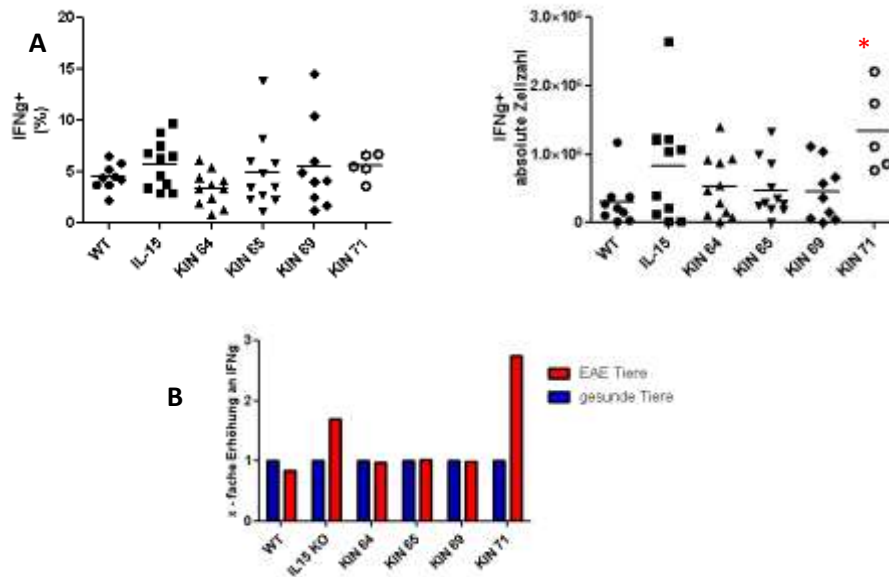 A
IFNg+
(%)
20
15
10
5
0
WT
IL-15
KIN 64
KIN 65
KIN 69
KIN 71
IFNg+
absolute Zellzahl
3.0×10⁶
2.0×10⁶
1.0×10⁶
0
*
WT
IL-15
KIN 64
KIN 65
KIN 69
KIN 71
B
x - fache Erhöhung an IFNg
3
2
1
0
WT
IL15 KO
KIN 64
KIN 65
KIN 69
KIN 71
EAE Tiere
gesunde Tiere